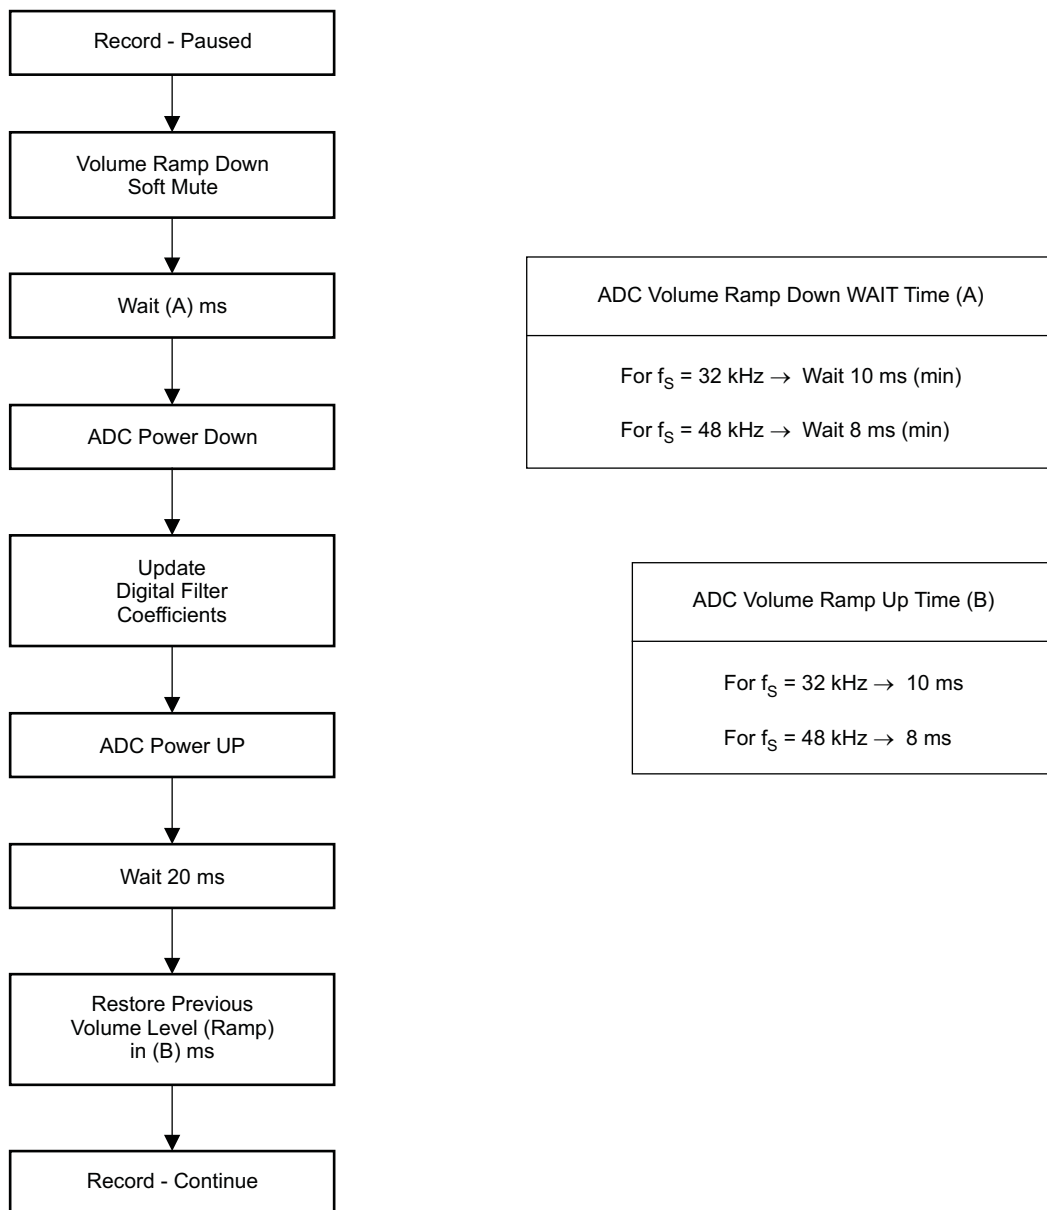 Record - Paused
Volume Ramp Down
Soft Mute
Wait (A) ms
ADC Power Down
Update
Digital Filter
Coefficients
ADC Power UP
Wait 20 ms
Restore Previous
Volume Level (Ramp)
in (B) ms
Record - Continue
ADC Volume Ramp Down WAIT Time (A)
For fS = 32 kHz → Wait 10 ms (min)
For fS = 48 kHz → Wait 8 ms (min)
ADC Volume Ramp Up Time (B)
For fS = 32 kHz → 10 ms
For fS = 48 kHz → 8 ms